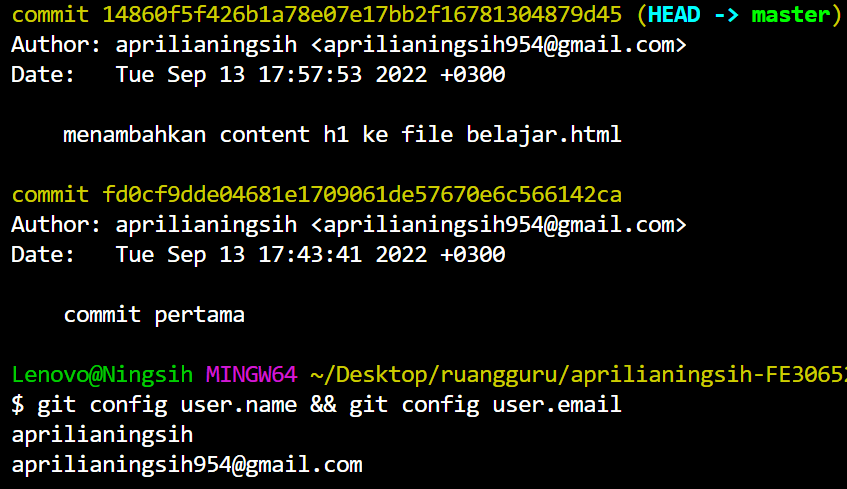 commit 14860f5f426b1a78e07e17bb2f16781304879d45 (HEAD -> master)
Author: aprilianingsih <aprilianingsih954@gmail.com>
Date:   Tue Sep 13 17:57:53 2022 +0300
menambahkan content h1 ke file belajar.html
commit fd0cf9dde04681e1709061de57670e6c566142ca
Author: aprilianingsih <aprilianingsih954@gmail.com>
Date:   Tue Sep 13 17:43:41 2022 +0300
commit pertama
Lenovo@Ningsih MINGW64 ~/Desktop/ruangguru/aprilianingsih-FE30652
$ git config user.name && git config user.email
aprilianingsih
aprilianingsih954@gmail.com